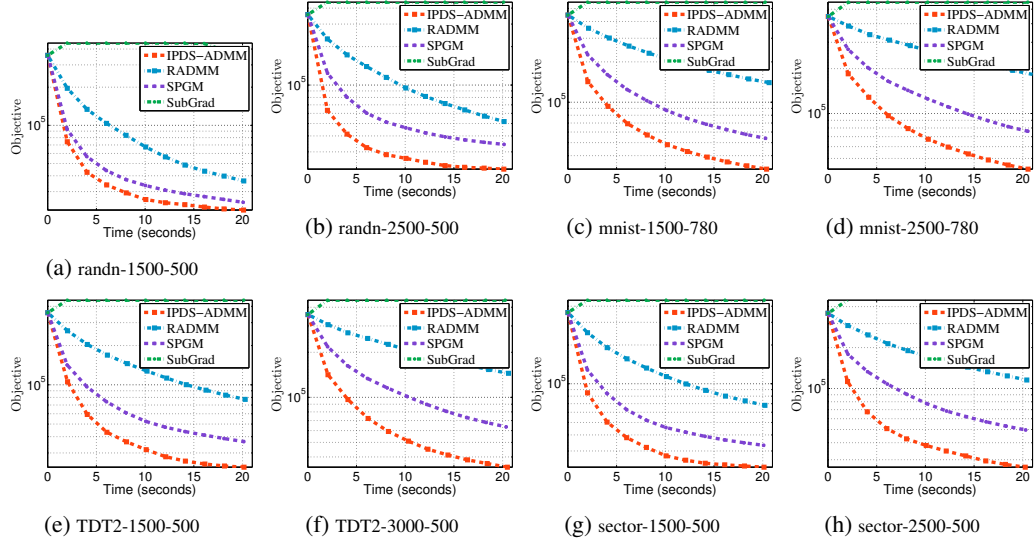 IPDS-ADMM
RADMM
SPGM
SubGrad
Objective
10^5
0 5 10 15 20
Time (seconds)
(a) randn-1500-500
IPDS-ADMM
RADMM
SPGM
SubGrad
Objective
10^5
0 5 10 15 20
Time (seconds)
(b) randn-2500-500
IPDS-ADMM
RADMM
SPGM
SubGrad
Objective
10^5
0 5 10 15 20
Time (seconds)
(c) mnist-1500-780
IPDS-ADMM
RADMM
SPGM
SubGrad
Objective
10^5
0 5 10 15 20
Time (seconds)
(d) mnist-2500-780
IPDS-ADMM
RADMM
SPGM
SubGrad
Objective
10^5
0 5 10 15 20
Time (seconds)
(e) TDT2-1500-500
IPDS-ADMM
RADMM
SPGM
SubGrad
Objective
10^5
0 5 10 15 20
Time (seconds)
(f) TDT2-3000-500
IPDS-ADMM
RADMM
SPGM
SubGrad
Objective
10^5
0 5 10 15 20
Time (seconds)
(g) sector-1500-500
IPDS-ADMM
RADMM
SPGM
SubGrad
Objective
10^5
0 5 10 15 20
Time (seconds)
(h) sector-2500-500